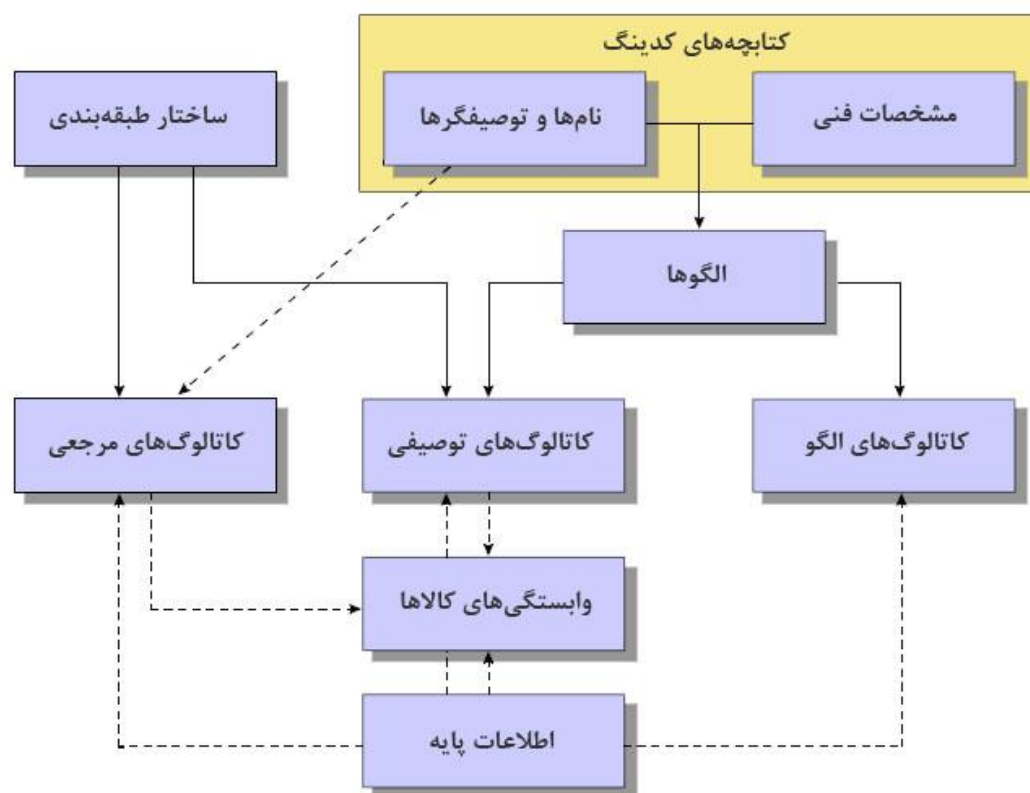 کتابچه‌های کدینگ
مشخصات فنی
نام‌ها و توصیفگرها
ساختار طبقه‌بندی
الگوها
کاتالوگ‌های الگو
کاتالوگ‌های توصیفی
کاتالوگ‌های مرجعی
وابستگی‌های کالاها
اطلاعات پایه